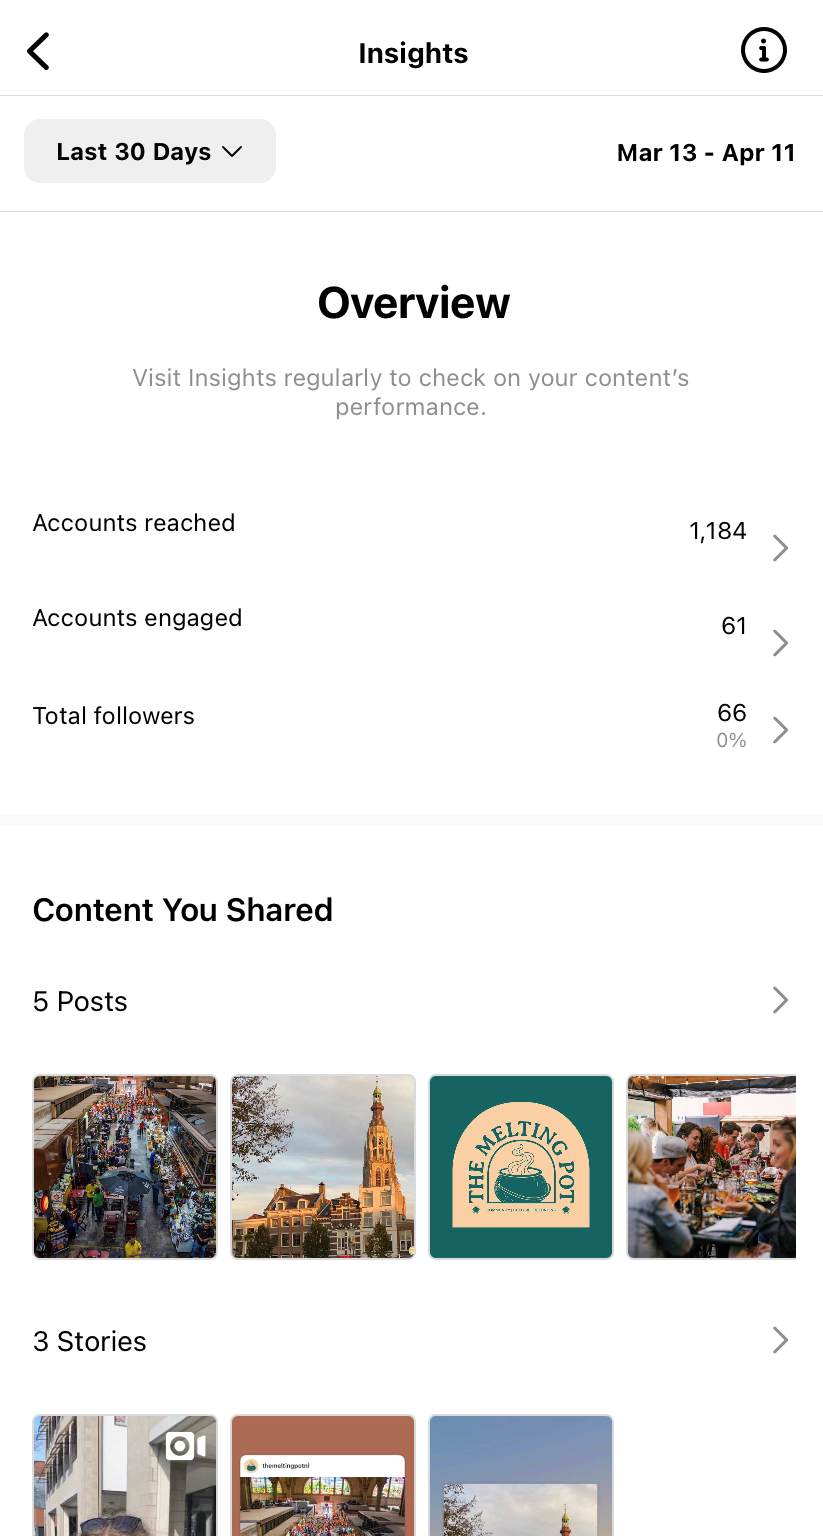 Insights
Last 30 Days
Mar 13 - Apr 11
Overview
Visit Insights regularly to check on your content’s
performance.
Accounts reached
1,184
Accounts engaged
61
Total followers
66
0%
Content You Shared
5 Posts
THE MELTING POT
3 Stories
themeltingpotnl